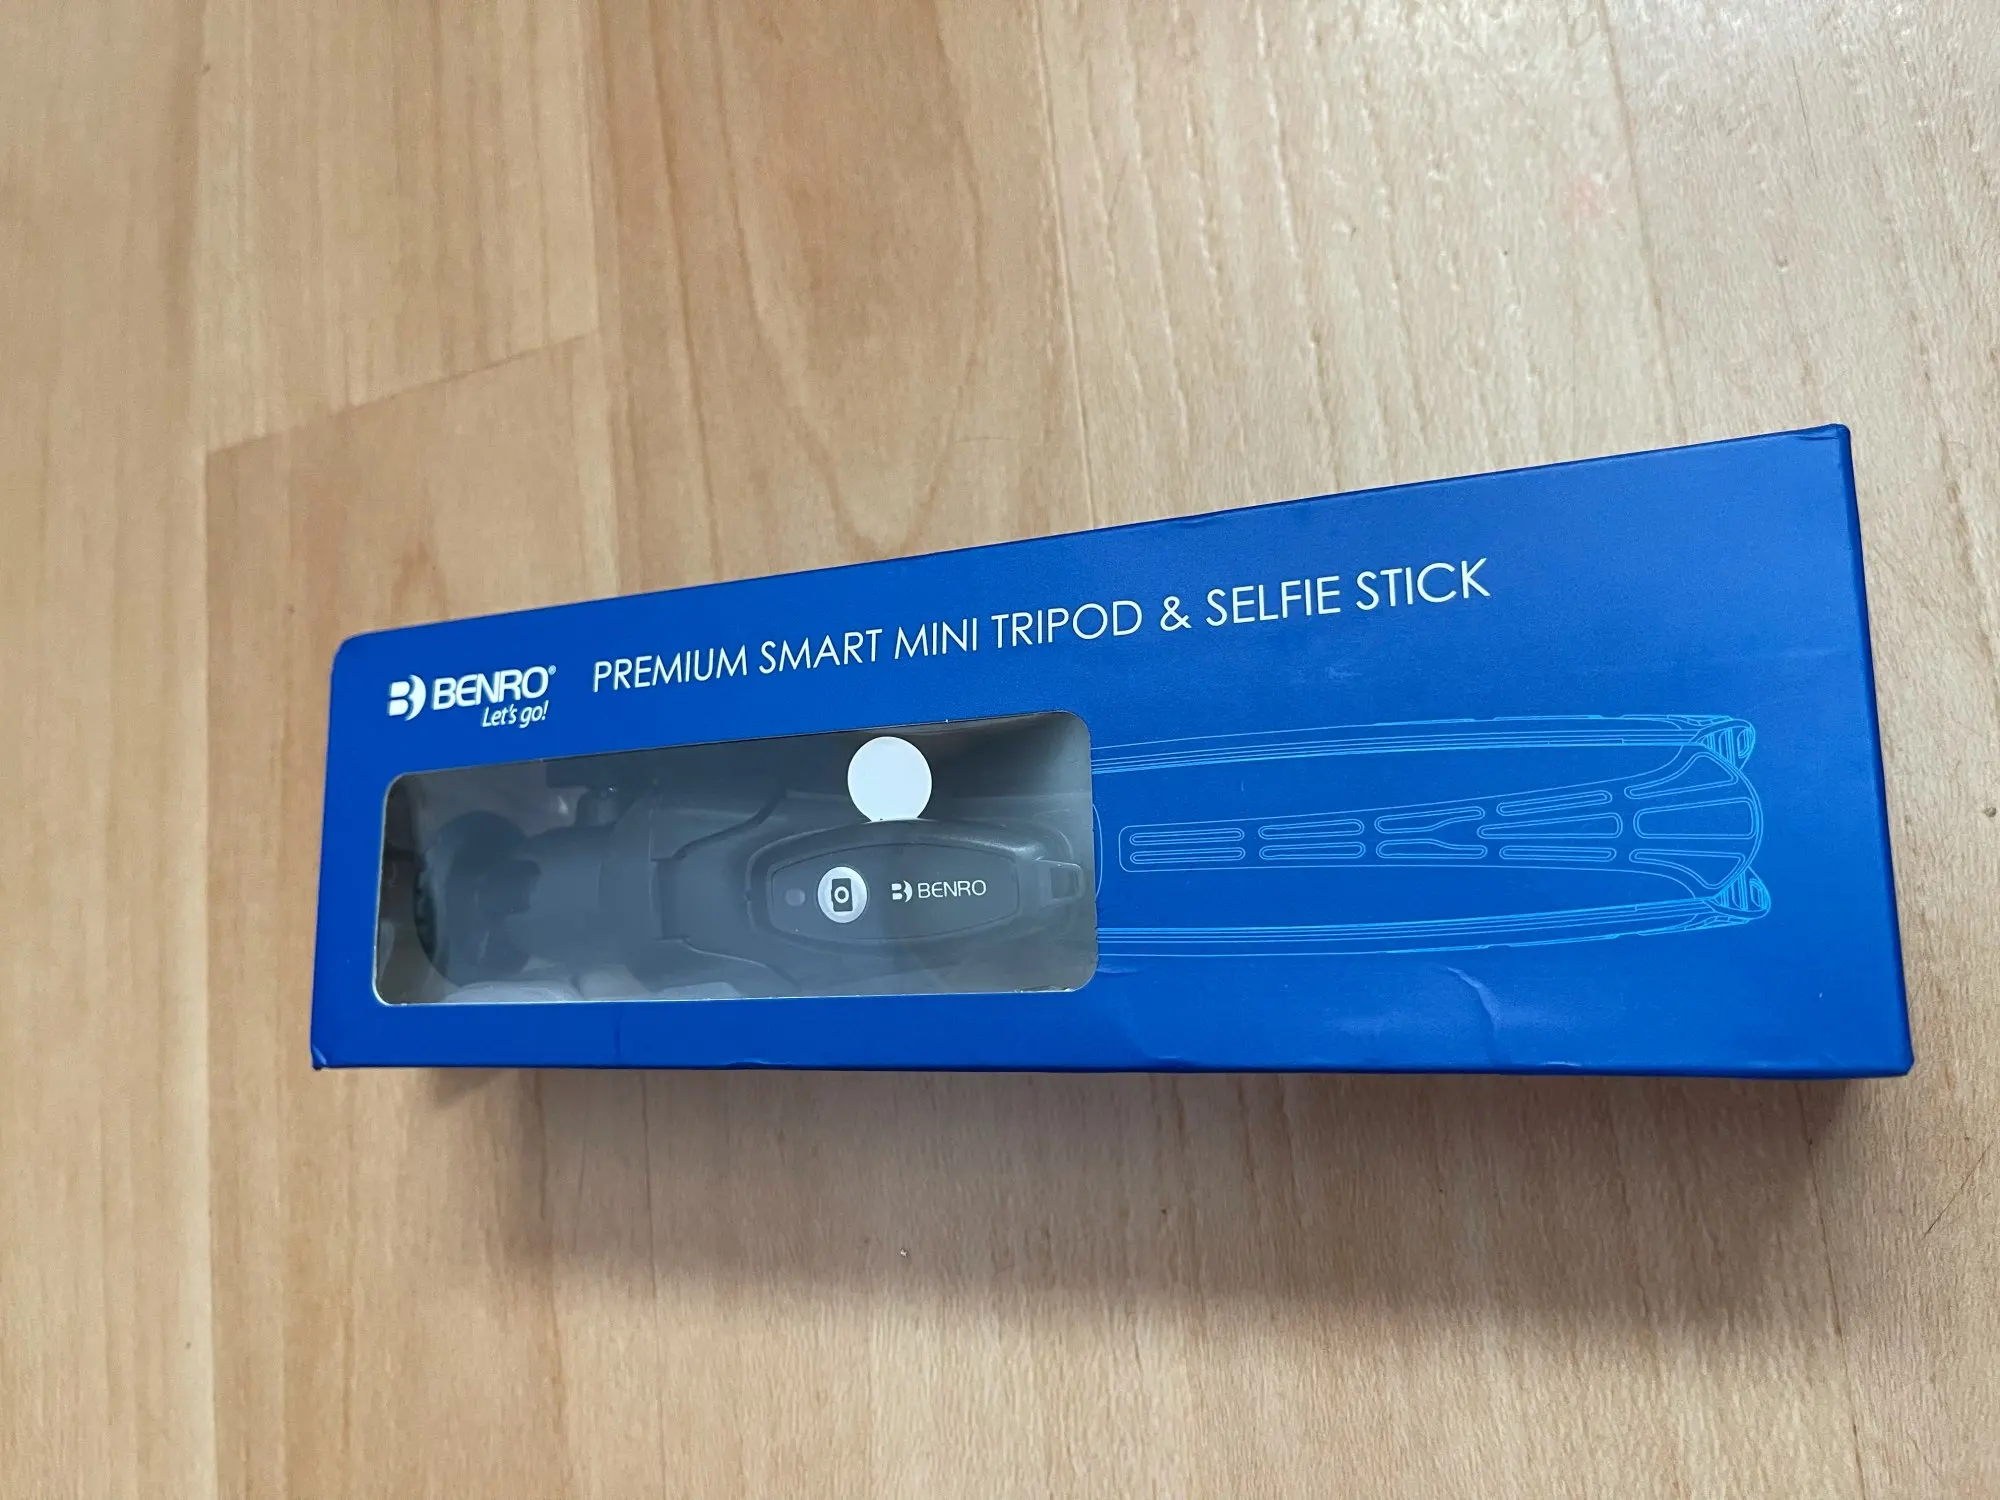 BENRO®
Let's go!
PREMIUM SMART MINI TRIPOD & SELFIE STICK
BENRO